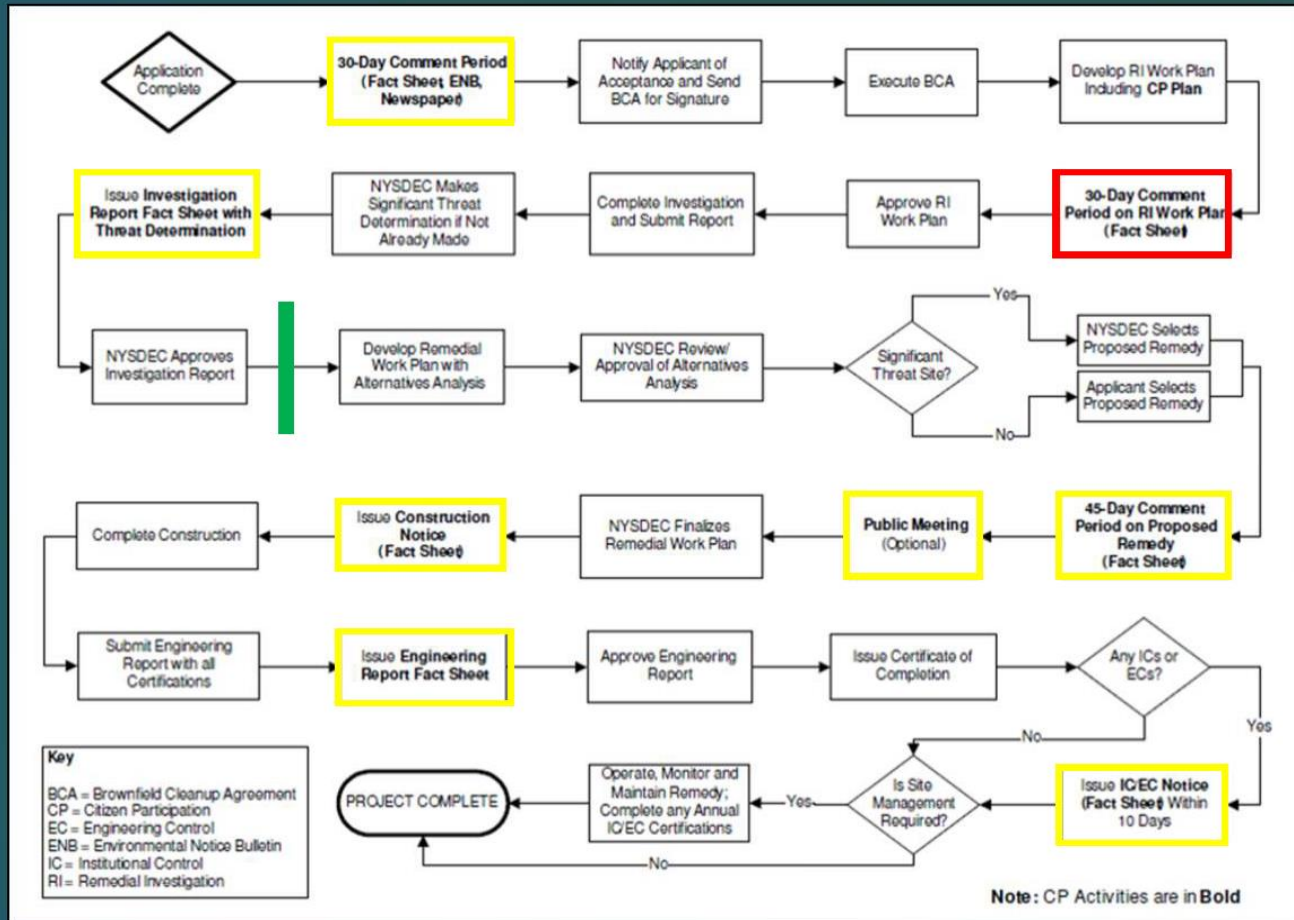 Application
Complete
30-Day Comment Period
(Fact Sheet, ENB,
Newspaper)
Notify Applicant of
Acceptance and Send
BCA for Signature
Execute BCA
Develop RI Work Plan
Including CP Plan
30-Day Comment
Period on RI Work Plan
(Fact Sheet)
Approve RI
Work Plan
Complete Investigation
and Submit Report
NYSDEC Makes
Significant Threat
Determination if Not
Already Made
Issue Investigation
Report Fact Sheet with
Threat Determination
NYSDEC Approves
Investigation Report
Develop Remedial
Work Plan with
Alternatives Analysis
NYSDEC Review/
Approval of Alternatives
Analysis
Significant
Threat Site?
Yes
No
NYSDEC Selects
Proposed Remedy
Applicant Selects
Proposed Remedy
45-Day Comment
Period on Proposed
Remedy
(Fact Sheet)
Public Meeting
(Optional)
NYSDEC Finalizes
Remedial Work Plan
Issue Construction
Notice
(Fact Sheet)
Complete Construction
Submit Engineering
Report with all
Certifications
Issue Engineering
Report Fact Sheet
Approve Engineering
Report
Issue Certificate of
Completion
Any ICs or
ECs?
Yes
No
Issue IC/EC Notice
(Fact Sheet) Within
10 Days
Is Site
Management
Required?
Yes
No
Operate, Monitor and
Maintain Remedy;
Complete any Annual
IC/EC Certifications
PROJECT COMPLETE
Key
BCA = Brownfield Cleanup Agreement
CP = Citizen Participation
EC = Engineering Control
ENB = Environmental Notice Bulletin
IC = Institutional Control
RI = Remedial Investigation
Note: CP Activities are in Bold